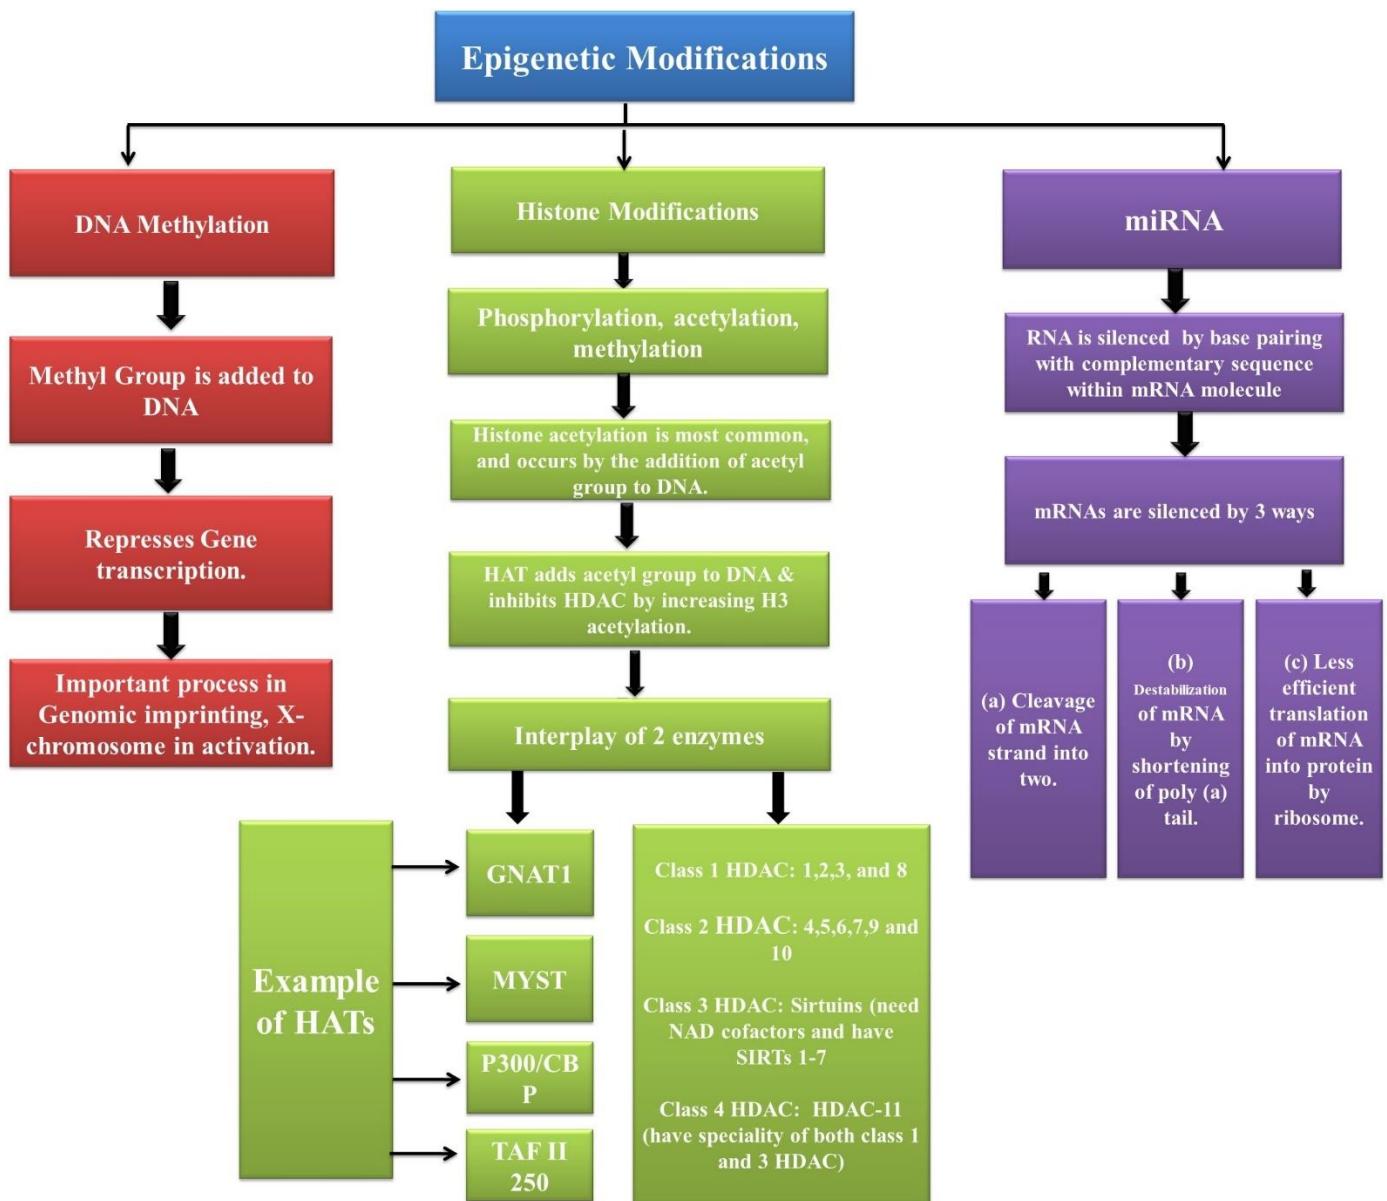 Epigenetic Modifications
DNA Methylation
Methyl Group is added to
DNA
Represses Gene
transcription.
Important process in
Genomic imprinting, X-
chromosome in activation.
Histone Modifications
Phosphorylation, acetylation,
methylation
Histone acetylation is most common,
and occurs by the addition of acetyl
group to DNA.
HAT adds acetyl group to DNA &
inhibits HDAC by increasing H3
acetylation.
Interplay of 2 enzymes
Example
of HATs
GNAT1
MYST
P300/CB
P
TAF II
250
Class 1 HDAC: 1,2,3, and 8
Class 2 HDAC: 4,5,6,7,9 and
10
Class 3 HDAC: Sirtuins (need
NAD cofactors and have
SIRTs 1-7
Class 4 HDAC: HDAC-11
(have speciality of both class 1
and 3 HDAC)
miRNA
RNA is silenced by base pairing
with complementary sequence
within mRNA molecule
mRNAs are silenced by 3 ways
(a) Cleavage
of mRNA
strand into
two.
(b)
Destabilization
of mRNA
by
shortening
of poly (a)
tail.
(c) Less
efficient
translation
of mRNA
into protein
by
ribosome.